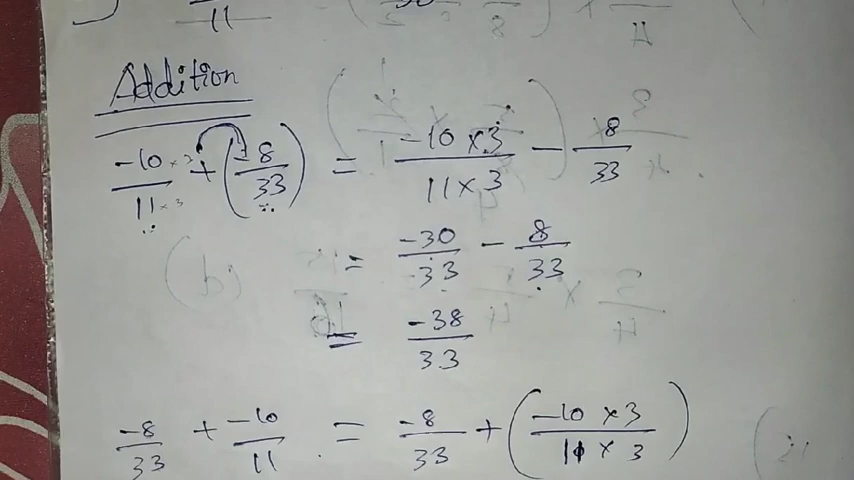 11
Addition
-10 × 3 / 11 × 3 + (-8/33) = -10 × 3 / 11 × 3 - 8/33
= -30/33 - 8/33
= -38/33
-8/33 + -10/11 = -8/33 + (-10 × 3 / 11 × 3)